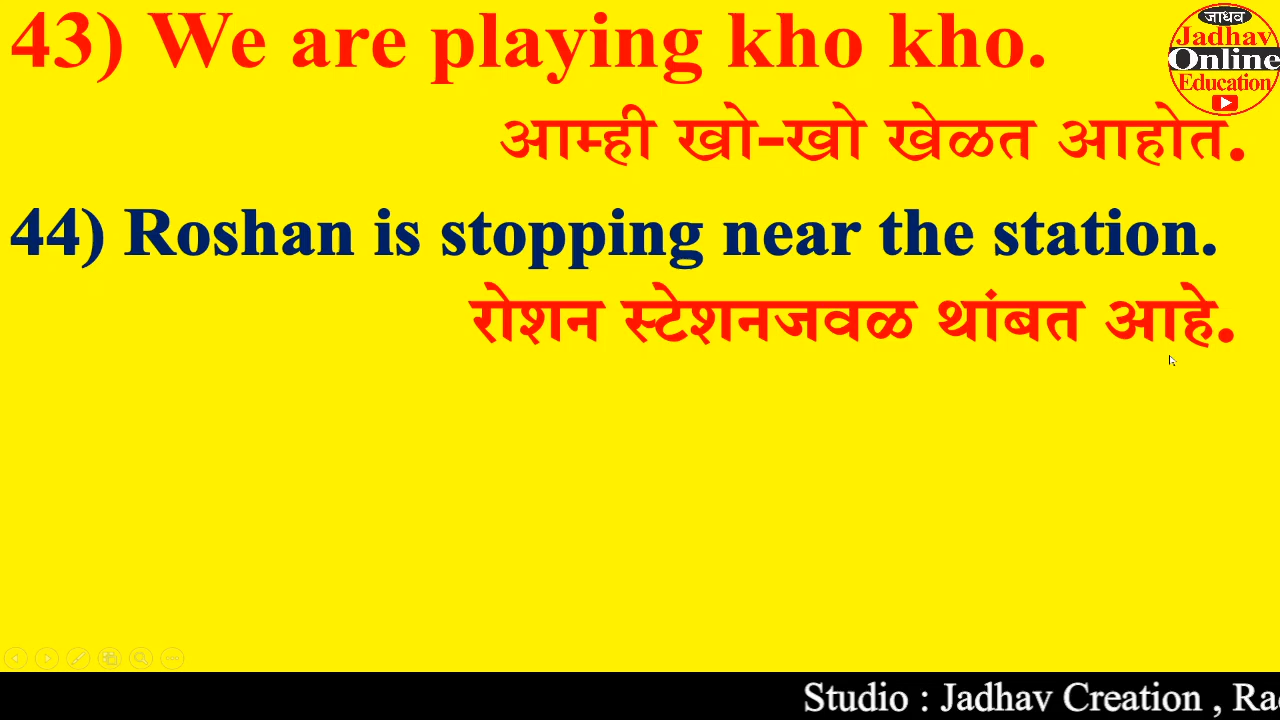 43) We are playing kho kho.
आम्ही खो-खो खेळत आहोत.
44) Roshan is stopping near the station.
रोशन स्टेशनजवळ थांबत आहे.
जाधव
Jadhav
Online
Education
Studio : Jadhav Creation , Ra